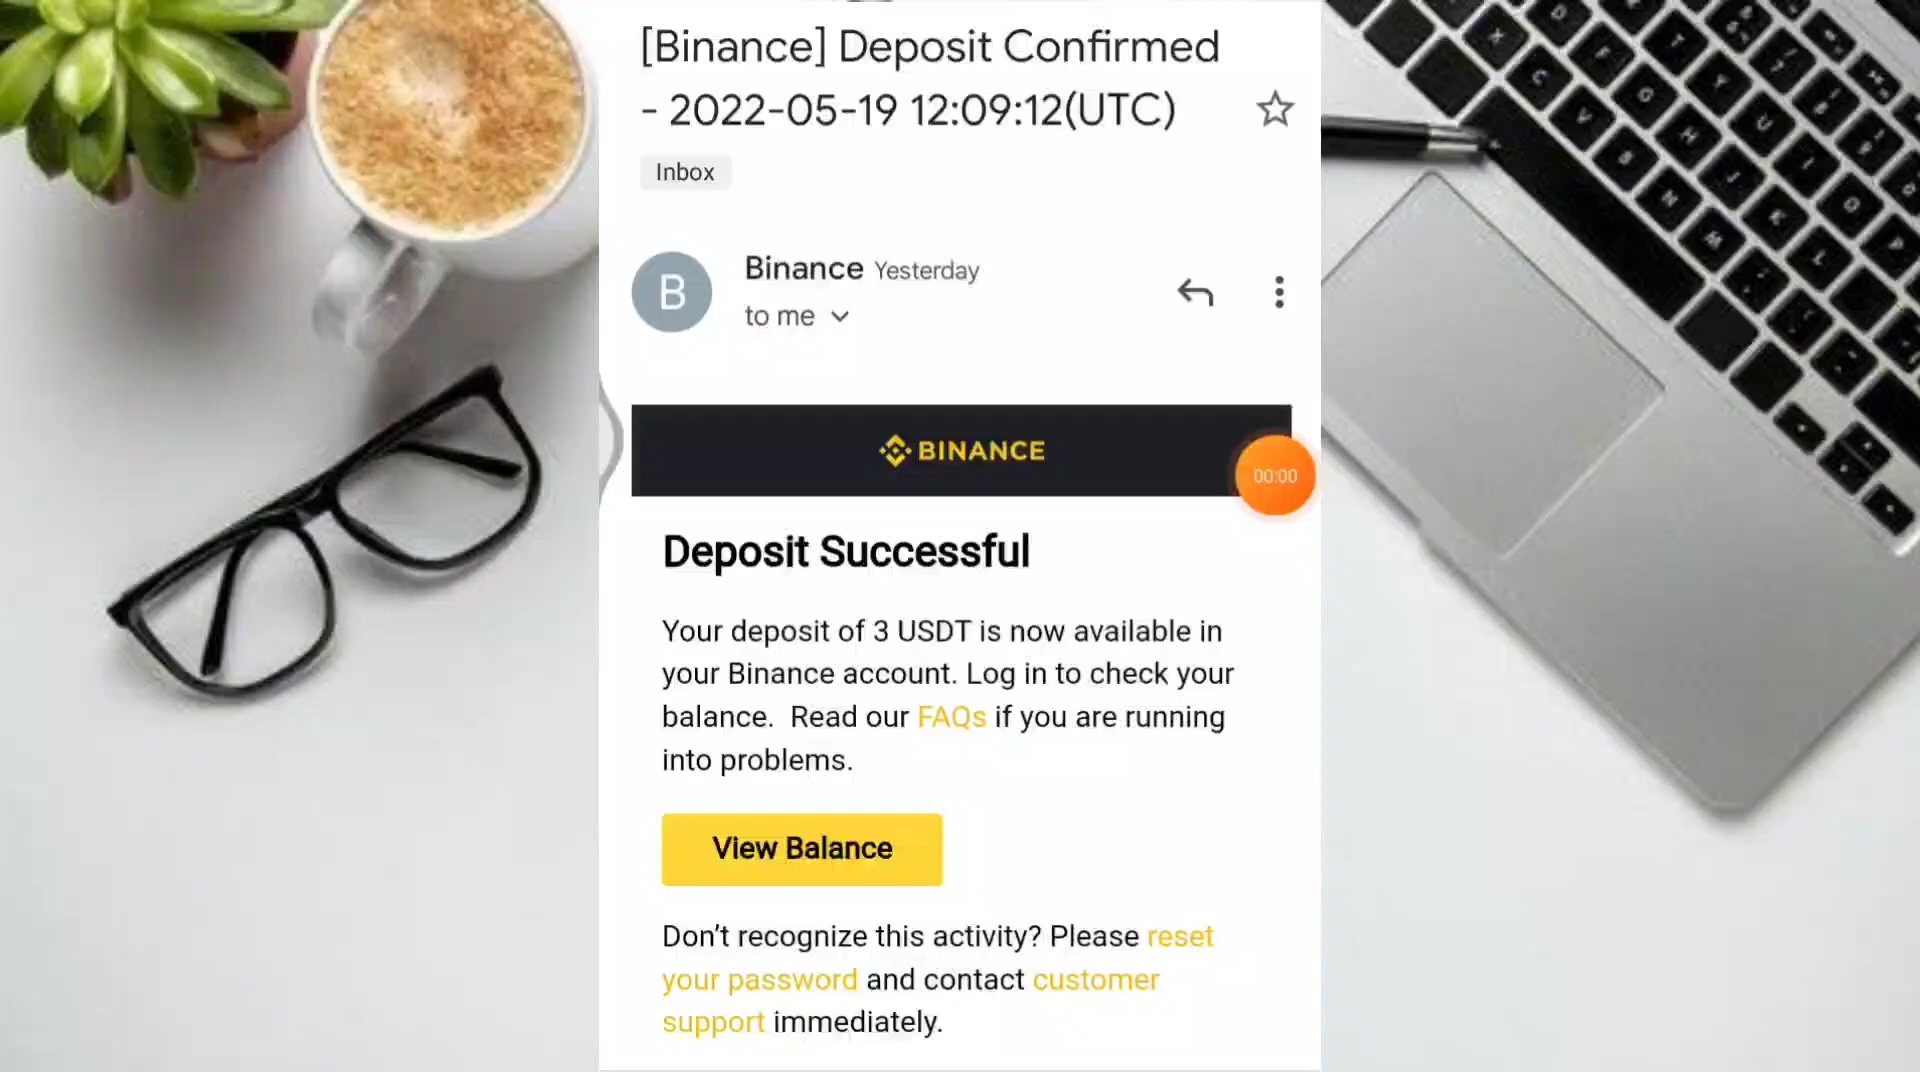 [Binance] Deposit Confirmed
- 2022-05-19 12:09:12(UTC)
Inbox
B
Binance Yesterday
to me
BINANCE
00:00
Deposit Successful
Your deposit of 3 USDT is now available in
your Binance account. Log in to check your
balance. Read our FAQs if you are running
into problems.
View Balance
Don't recognize this activity? Please reset
your password and contact customer
support immediately.